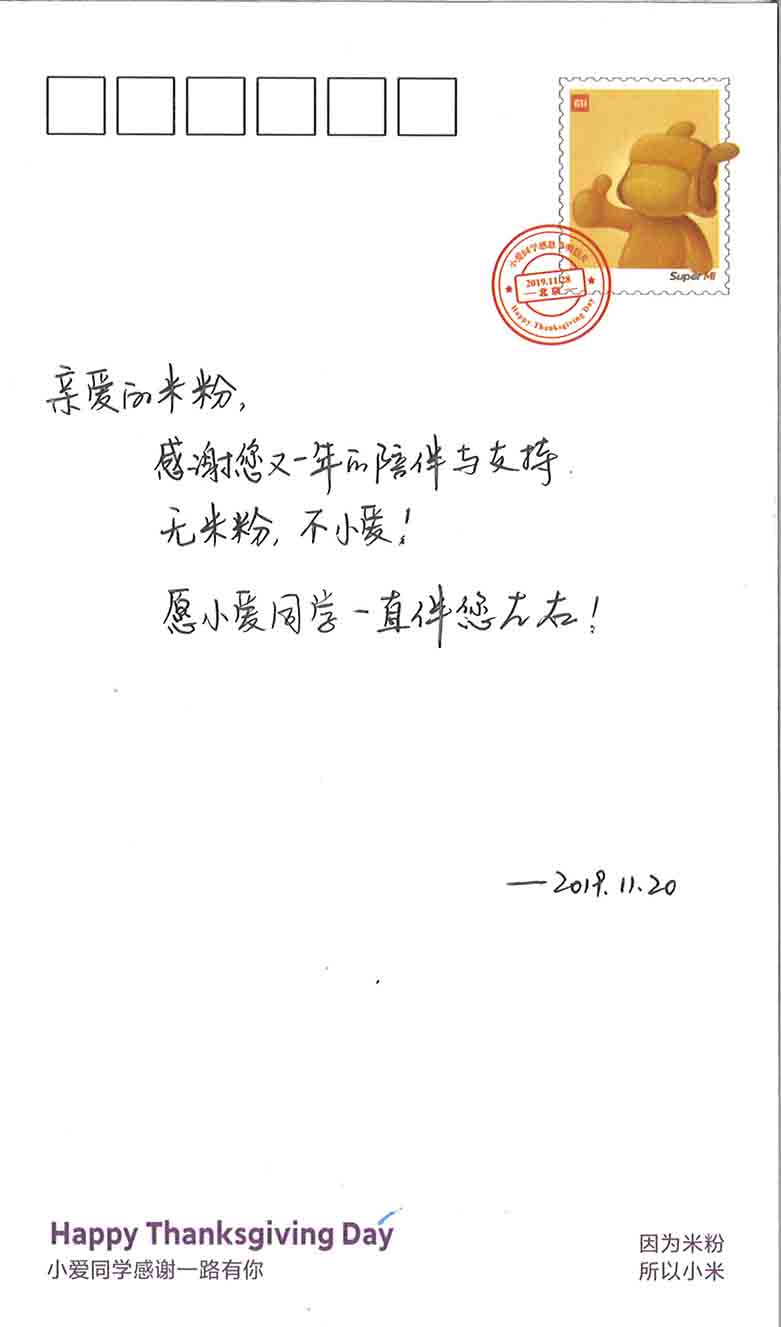 Super Mi
小爱同学感恩节明信片
2019.11.28
北京
Happy Thanksgiving Day
亲爱的米粉,
感谢您又一年的陪伴与支持.
无米粉, 不小爱!
愿小爱同学一直伴您左右!
—2019.11.20
Happy Thanksgiving Day
小爱同学感谢一路有你
因为米粉
所以小米